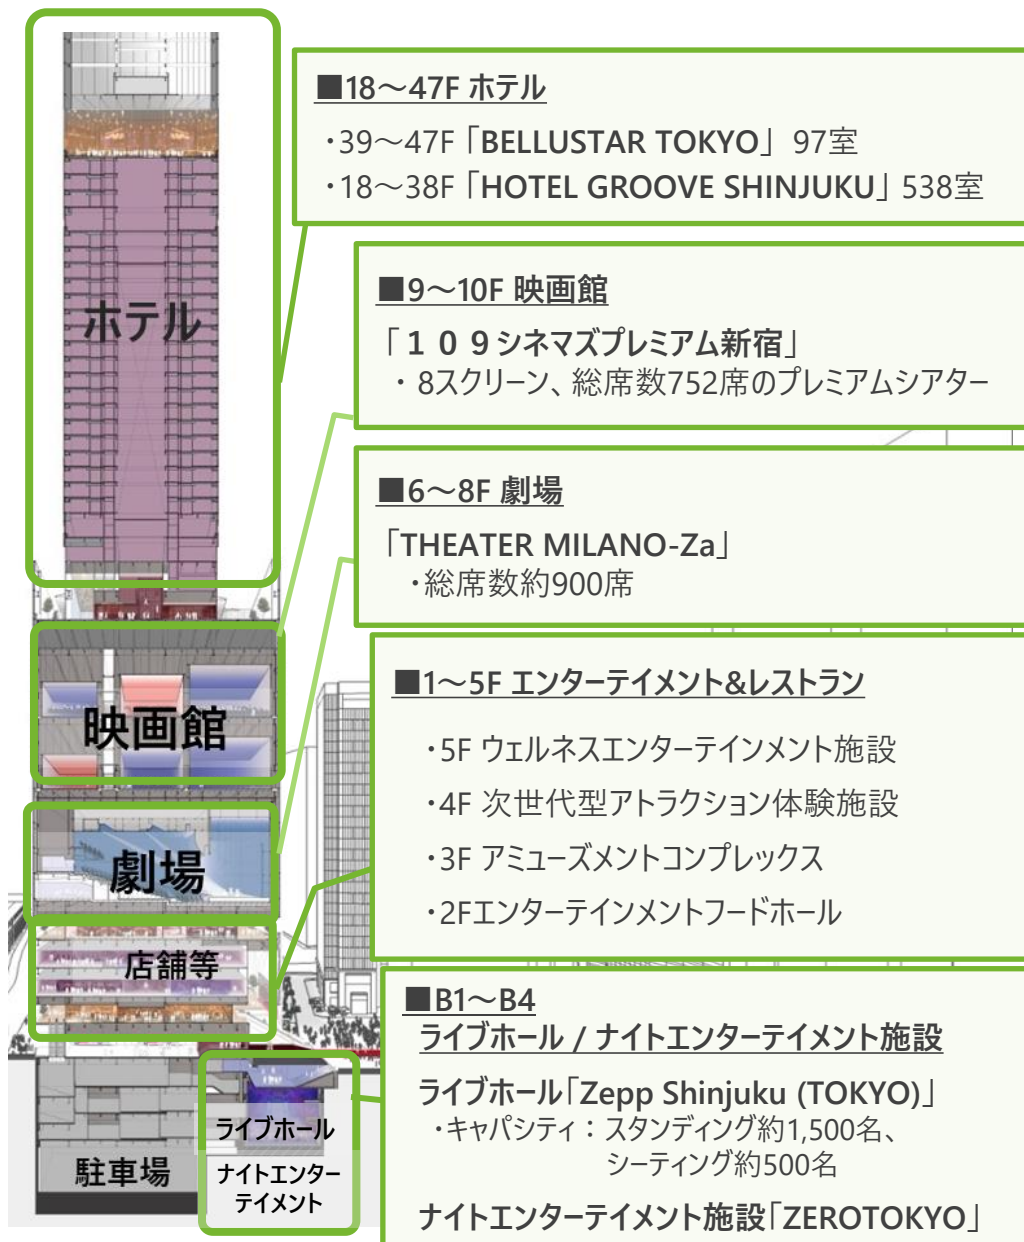 ■18～47F ホテル
・39～47F「BELLUSTAR TOKYO」 97室
・18～38F「HOTEL GROOVE SHINJUKU」538室
■9～10F 映画館
「１０９シネマズプレミアム新宿」
・ 8スクリーン、総席数752席のプレミアムシアター
■6～8F 劇場
「THEATER MILANO-Za」
・総席数約900席
■1～5F エンターテイメント&レストラン
・5F ウェルネスエンターテインメント施設
・4F 次世代型アトラクション体験施設
・3F アミューズメントコンプレックス
・2Fエンターテインメントフードホール
■B1～B4
ライブホール / ナイトエンターテイメント施設
ライブホール「Zepp Shinjuku (TOKYO)」
・キャパシティ：スタンディング約1,500名、
シーティング約500名
ナイトエンターテイメント施設「ZEROTOKYO」
ホテル
映画館
劇場
店舗等
ライブホール
ナイトエンター
テイメント
駐車場